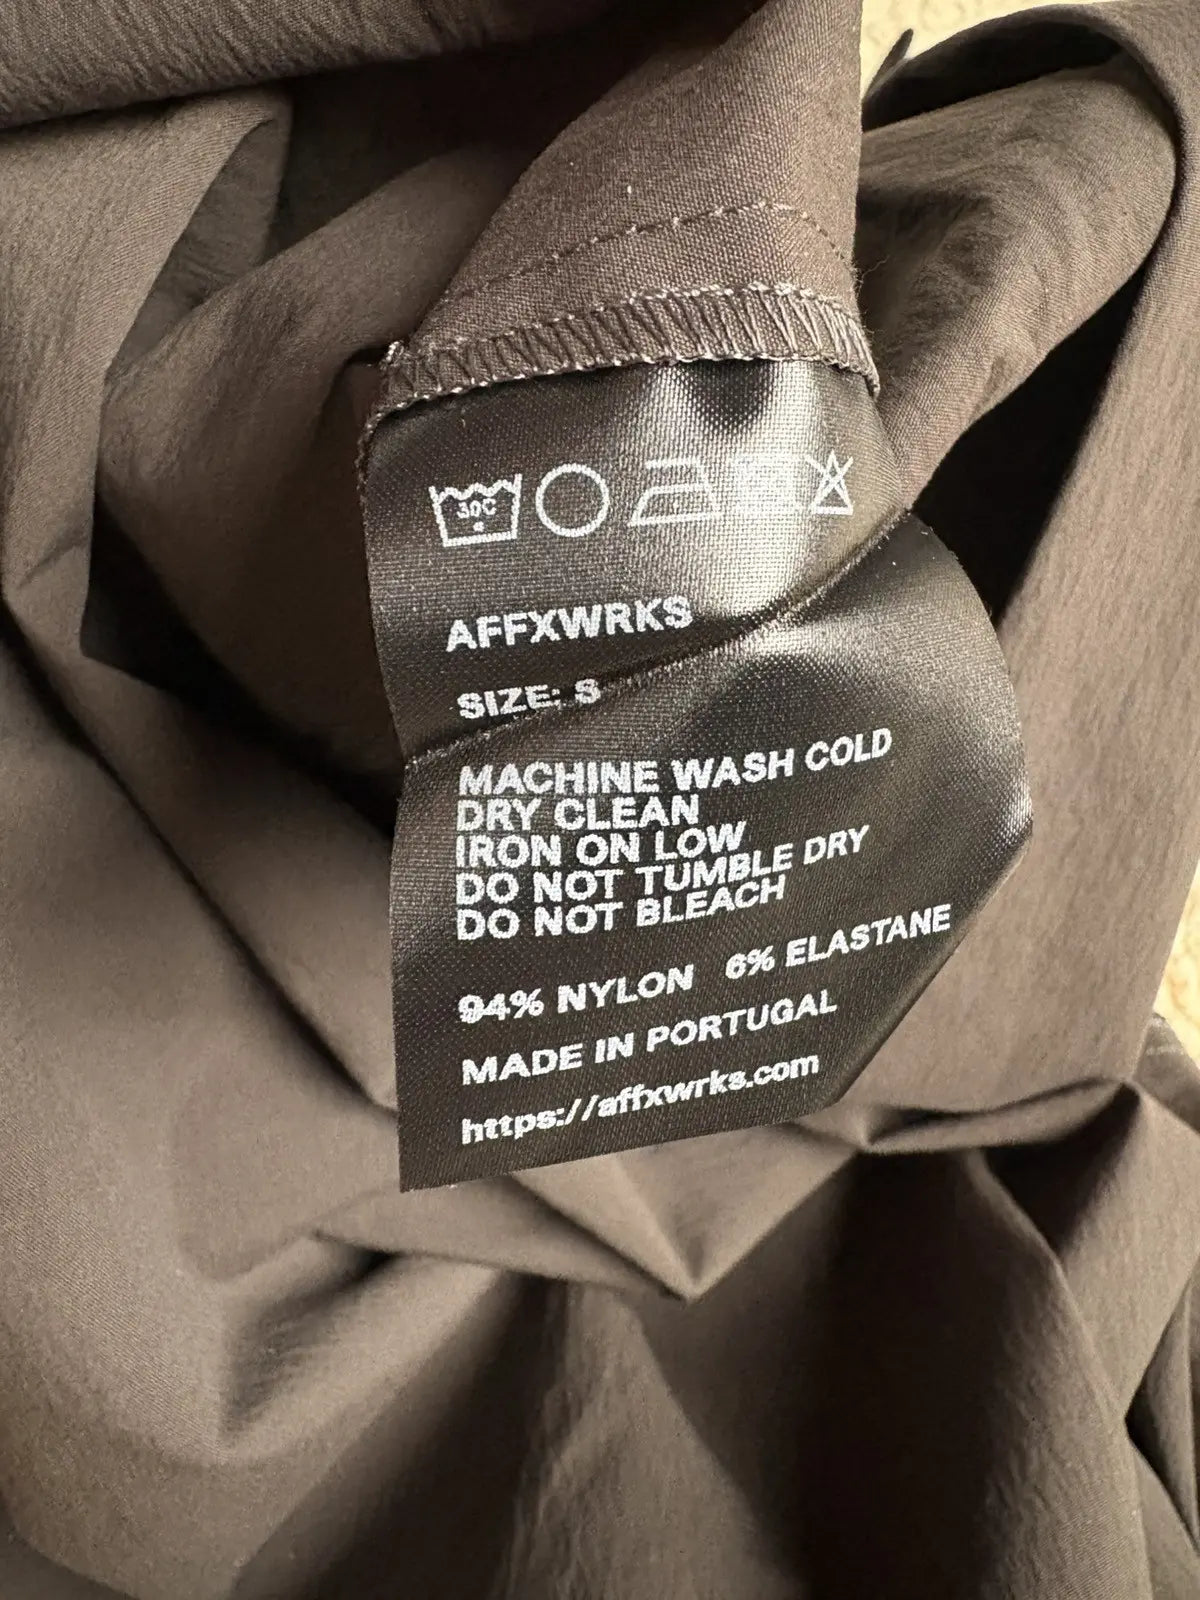 30C
AFFXWRKS
SIZE: S
MACHINE WASH COLD
DRY CLEAN
IRON ON LOW
DO NOT TUMBLE DRY
DO NOT BLEACH
94% NYLON 6% ELASTANE
MADE IN PORTUGAL
https://affxwrks.com